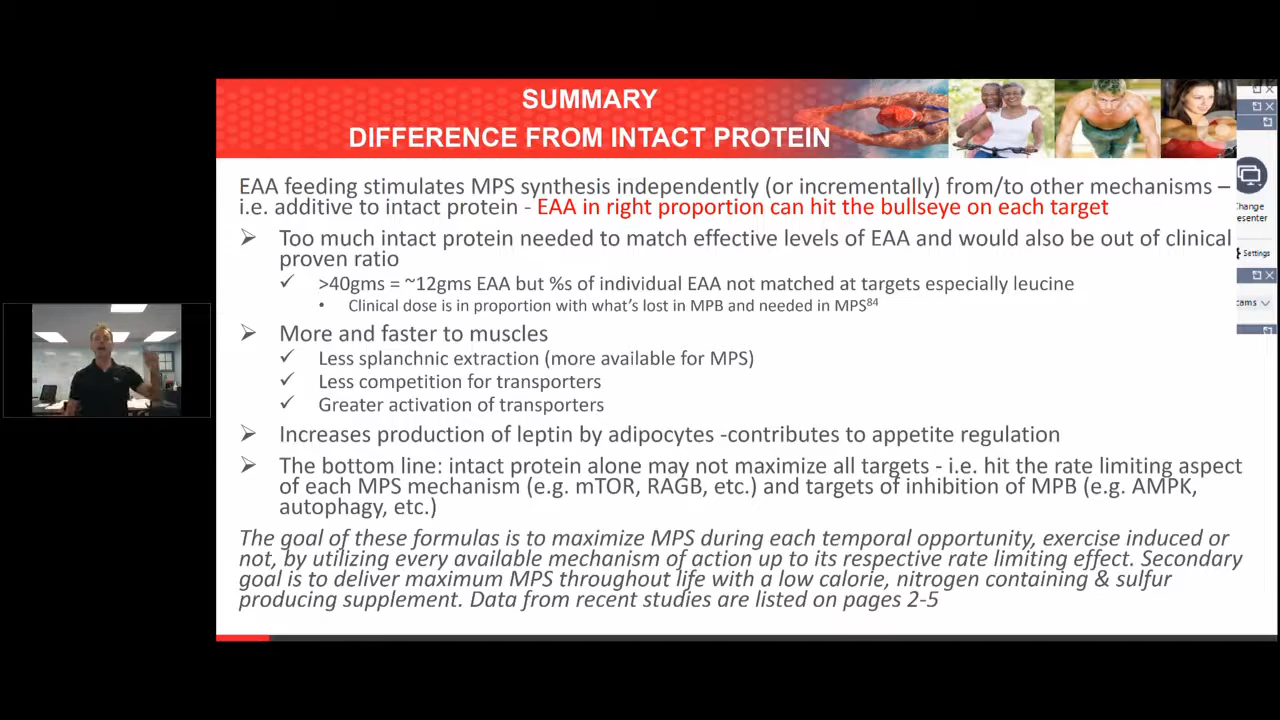 SUMMARY
DIFFERENCE FROM INTACT PROTEIN
EAA feeding stimulates MPS synthesis independently (or incrementally) from/to other mechanisms –
i.e. additive to intact protein - EAA in right proportion can hit the bullseye on each target
➢ Too much intact protein needed to match effective levels of EAA and would also be out of clinical
proven ratio
✓ >40gms = ~12gms EAA but %s of individual EAA not matched at targets especially leucine
• Clinical dose is in proportion with what's lost in MPB and needed in MPS84
➢ More and faster to muscles
✓ Less splanchnic extraction (more available for MPS)
✓ Less competition for transporters
✓ Greater activation of transporters
➢ Increases production of leptin by adipocytes -contributes to appetite regulation
➢ The bottom line: intact protein alone may not maximize all targets - i.e. hit the rate limiting aspect
of each MPS mechanism (e.g. mTOR, RAGB, etc.) and targets of inhibition of MPB (e.g. AMPK,
autophagy, etc.)
The goal of these formulas is to maximize MPS during each temporal opportunity, exercise induced or
not, by utilizing every available mechanism of action up to its respective rate limiting effect. Secondary
goal is to deliver maximum MPS throughout life with a low calorie, nitrogen containing & sulfur
producing supplement. Data from recent studies are listed on pages 2-5
Change
resenter
Settings
cams